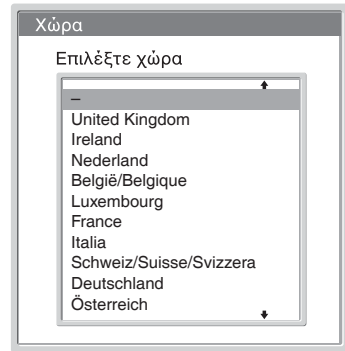 Χώρα
Επιλέξτε χώρα
–
United Kingdom
Ireland
Nederland
België/Belgique
Luxembourg
France
Italia
Schweiz/Suisse/Svizzera
Deutschland
Österreich